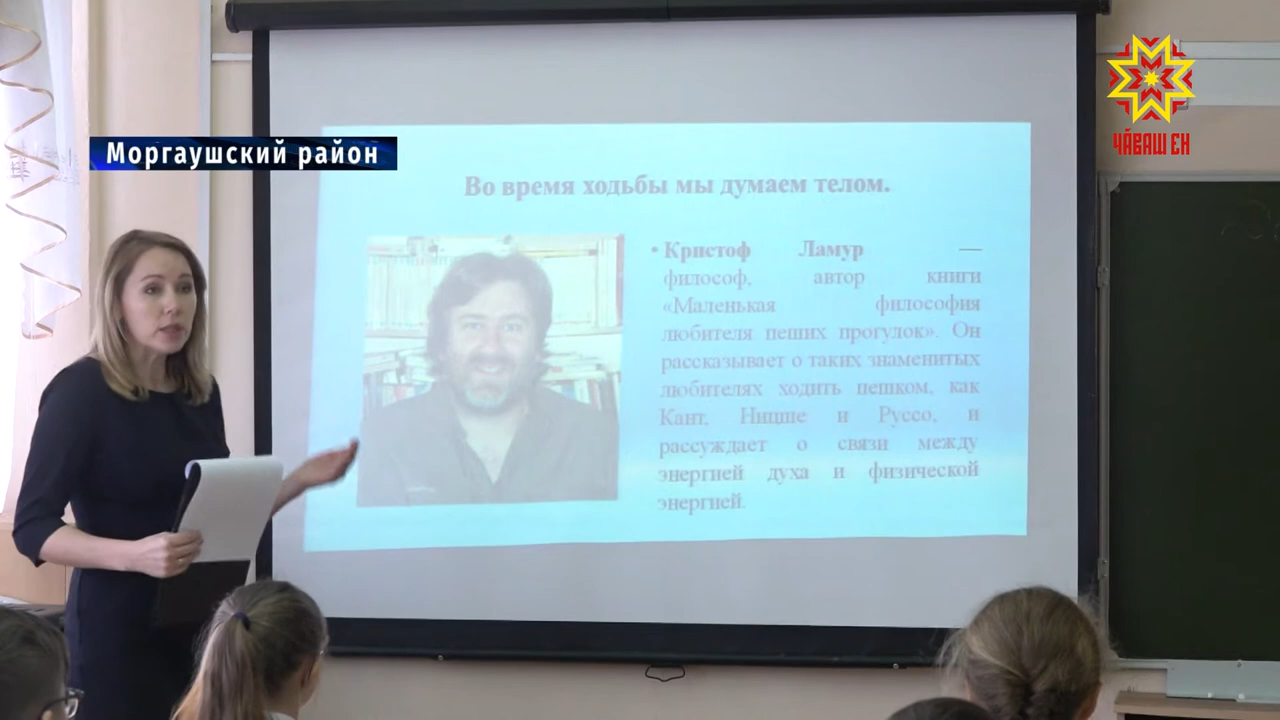 Моргаушский район
ЧӐВАШ ЕН
Во время ходьбы мы думаем телом.
• Кристоф Ламур —
философ, автор книги
«Маленькая философия
любителя пеших прогулок». Он
рассказывает о таких знаменитых
любителях ходить пешком, как
Кант, Ницше и Руссо, и
рассуждает о связи между
энергией духа и физической
энергией.